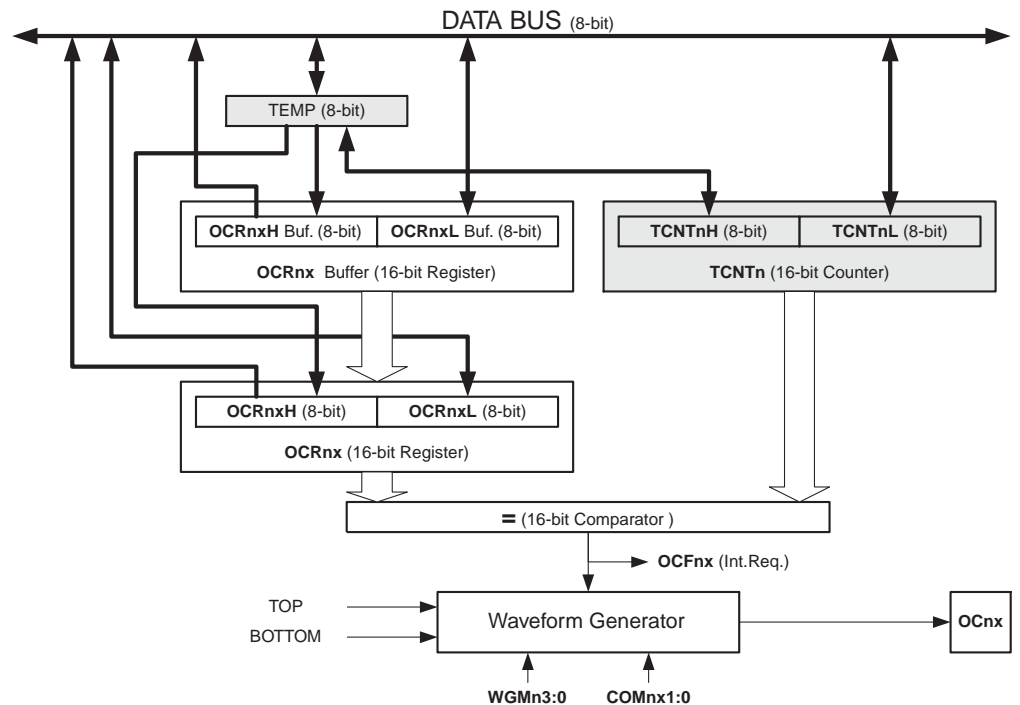 DATA BUS (8-bit)
TEMP (8-bit)
OCRnxH Buf. (8-bit)
OCRnxL Buf. (8-bit)
OCRnx Buffer (16-bit Register)
TCNTnH (8-bit)
TCNTnL (8-bit)
TCNTn (16-bit Counter)
OCRnxH (8-bit)
OCRnxL (8-bit)
OCRnx (16-bit Register)
= (16-bit Comparator )
OCFnx (Int.Req.)
TOP
BOTTOM
Waveform Generator
OCnx
WGMn3:0
COMnx1:0